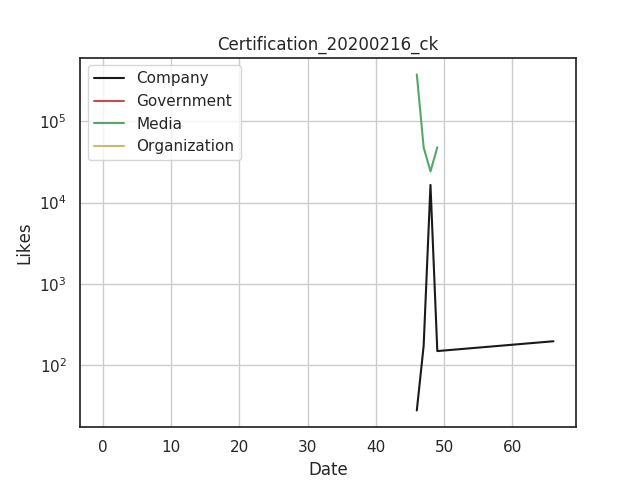 Certification_20200216_ck
Company
Government
Media
Organization
10^5
10^4
10^3
10^2
Likes
0 10 20 30 40 50 60
Date